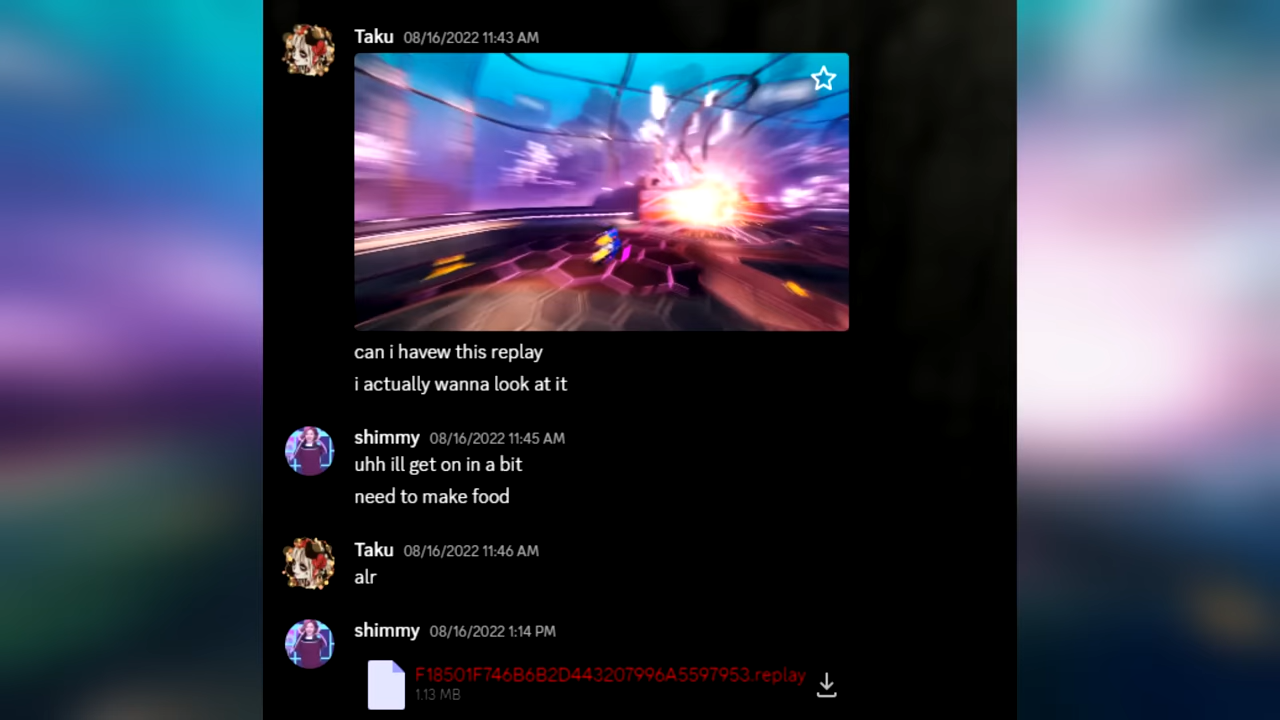 Taku 08/16/2022 11:43 AM
can i havew this replay
i actually wanna look at it
shimmy 08/16/2022 11:45 AM
uhh ill get on in a bit
need to make food
Taku 08/16/2022 11:46 AM
alr
shimmy 08/16/2022 1:14 PM
F18501F746B6B2D443207996A5597953.replay
1.13 MB